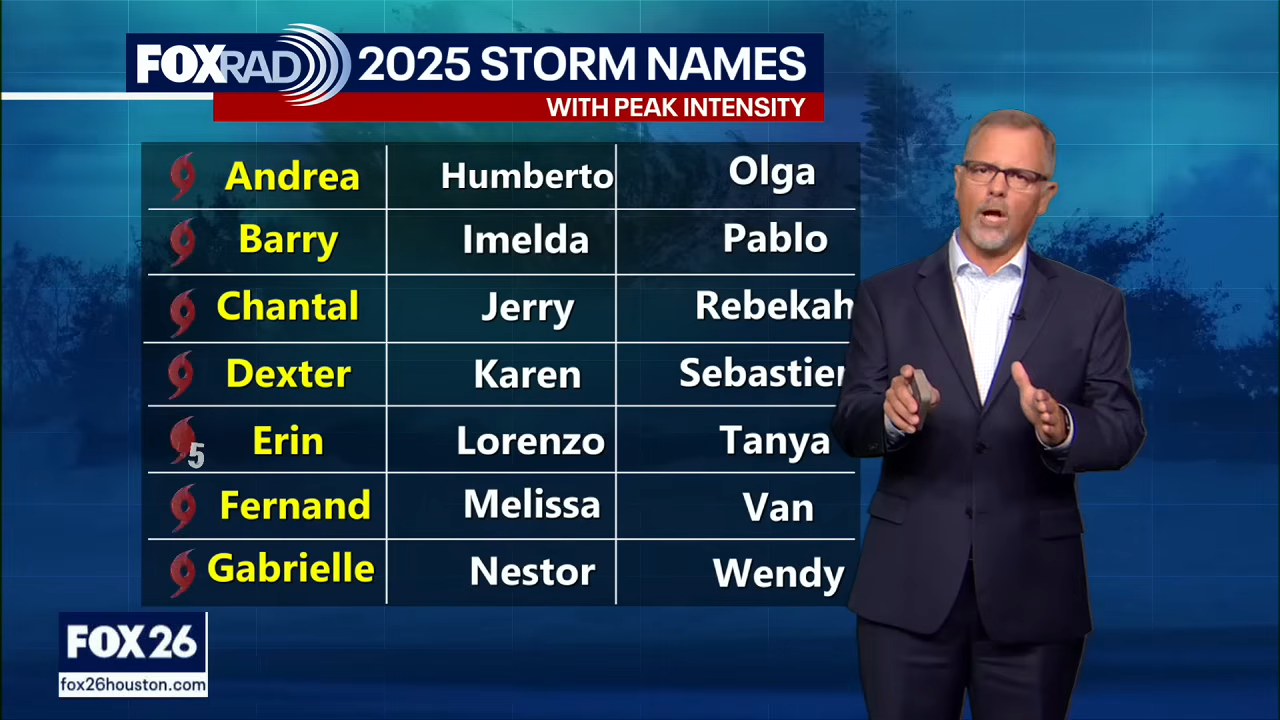 FOXRAD 2025 STORM NAMES
WITH PEAK INTENSITY
Andrea Humberto Olga
Barry Imelda Pablo
Chantal Jerry Rebekah
Dexter Karen Sebastien
5 Erin Lorenzo Tanya
Fernand Melissa Van
Gabrielle Nestor Wendy
FOX 26
fox26houston.com